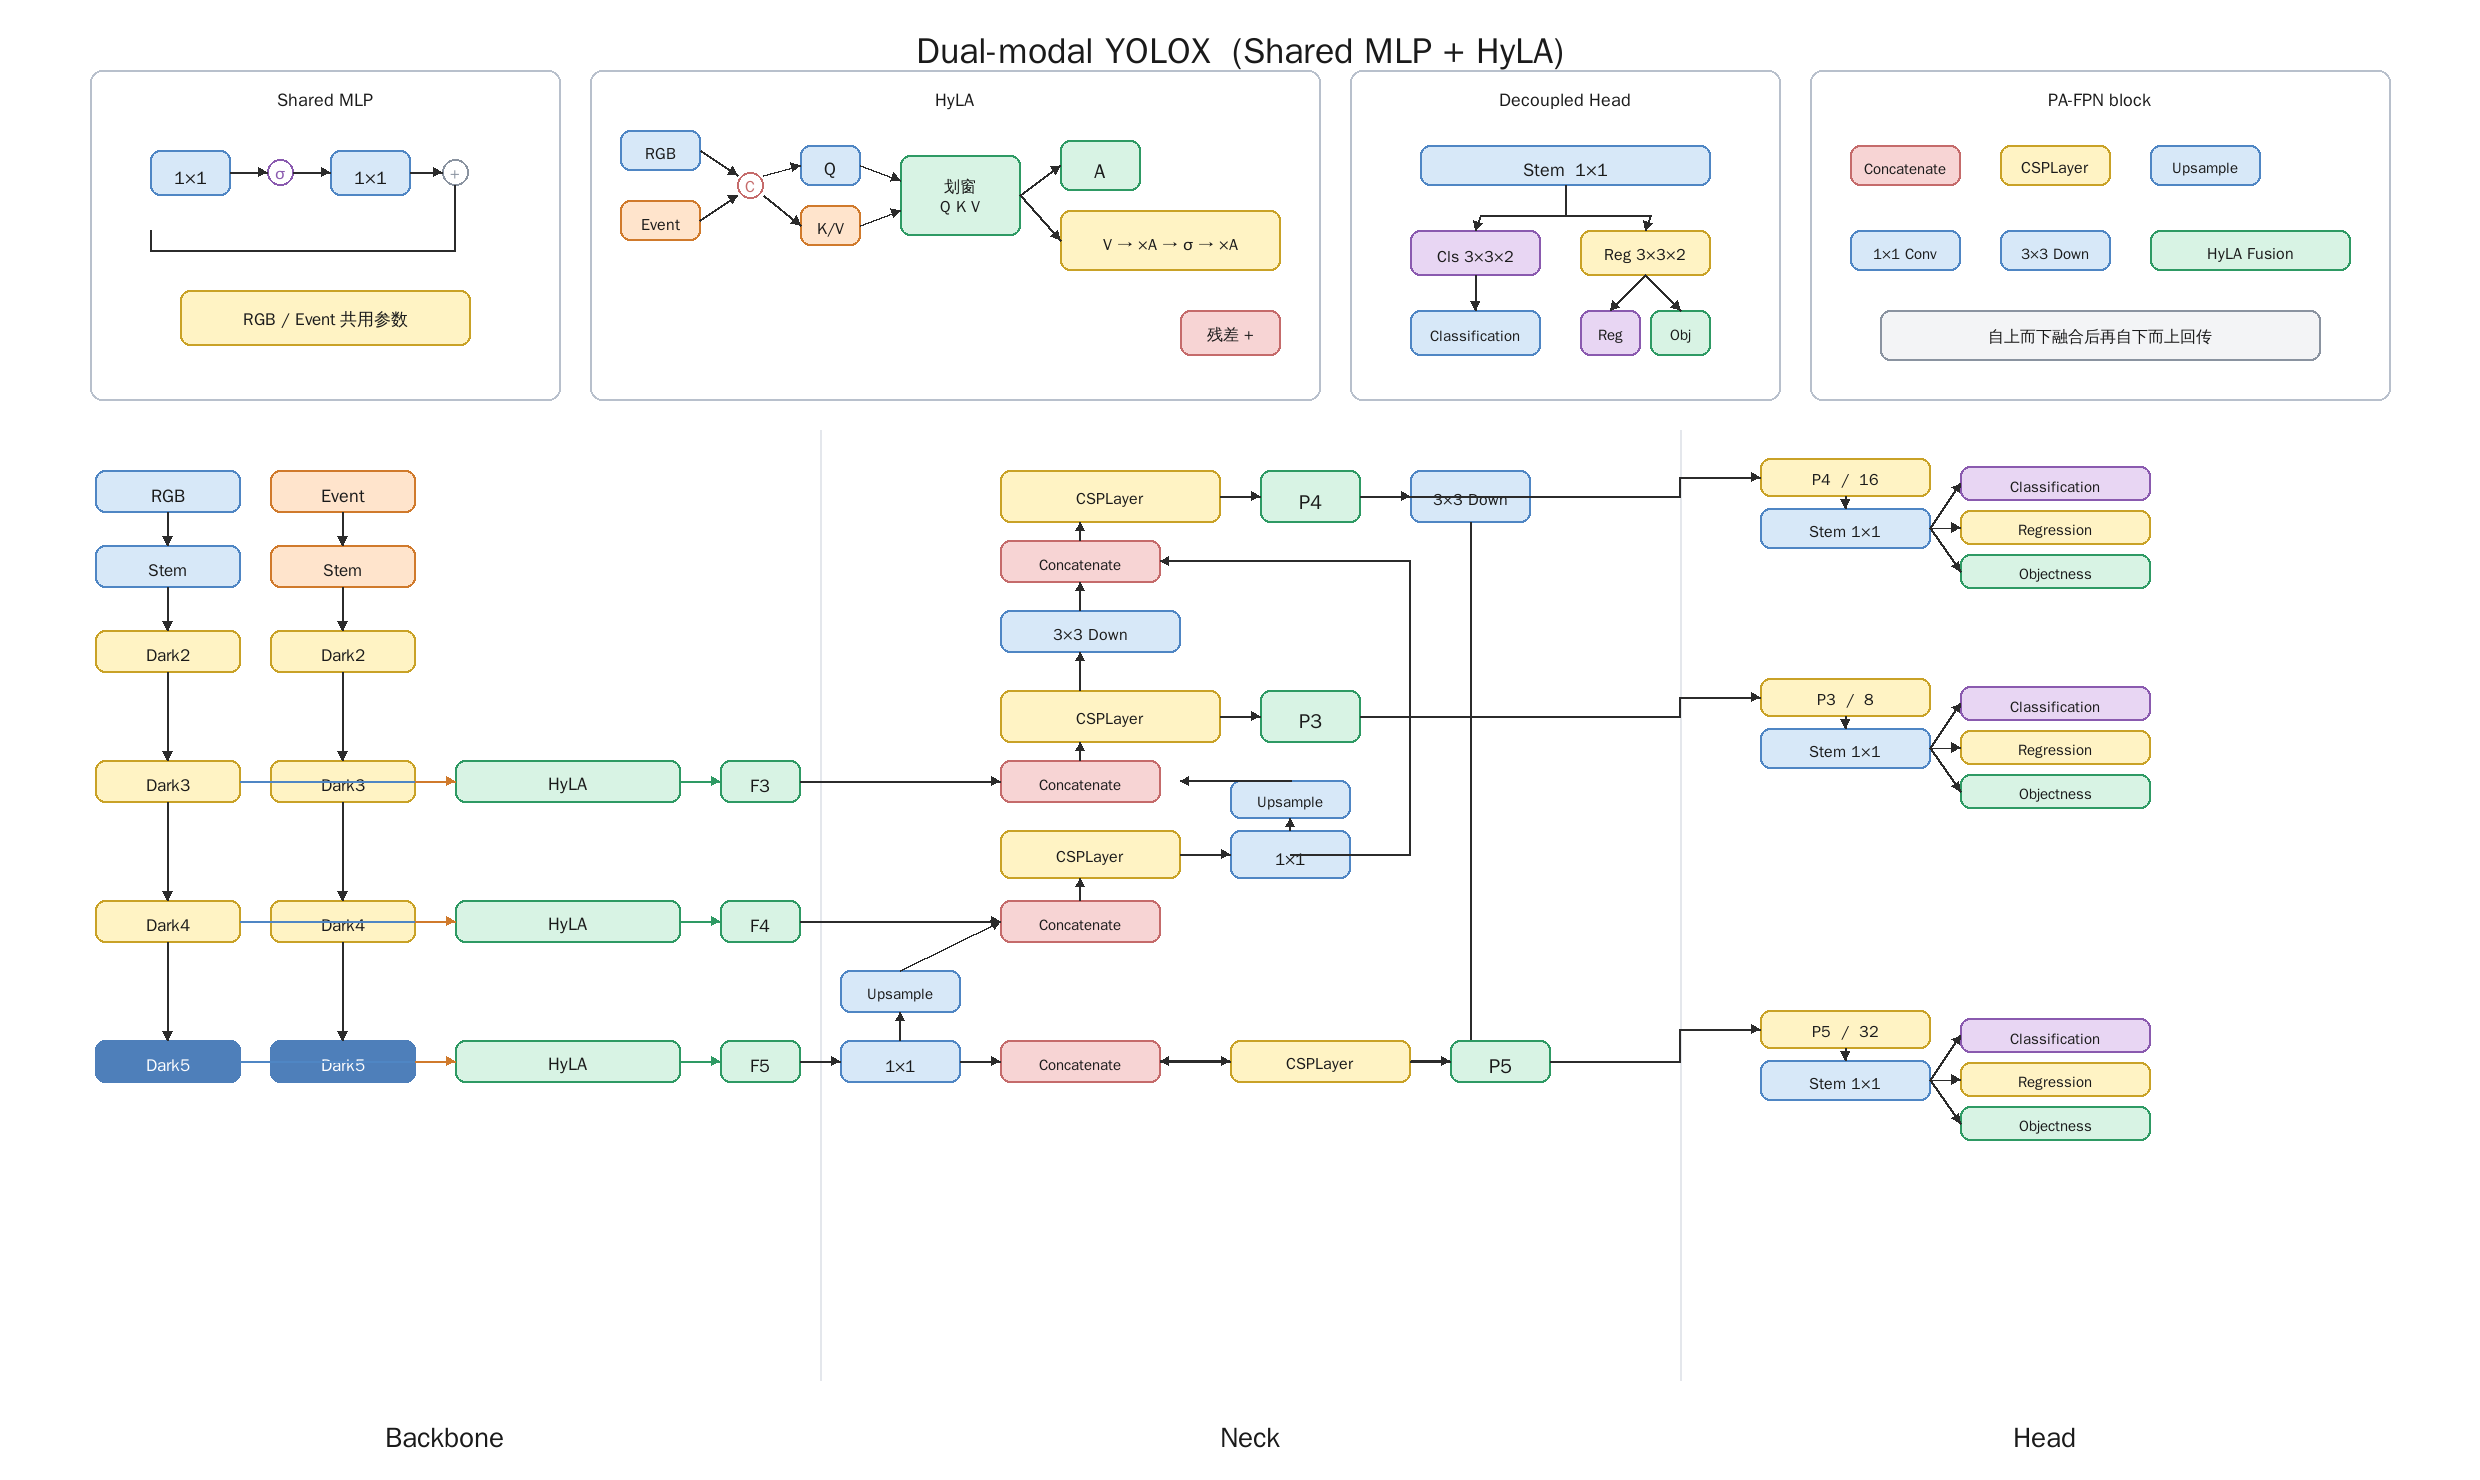 Dual-modal YOLOX (Shared MLP + HyLA)
Shared MLP
1×1
σ
1×1
+
RGB / Event 共用参数
HyLA
RGB
Event
C
Q
K/V
划窗
Q K V
A
V → ×A → σ → ×A
残差 +
Decoupled Head
Stem 1×1
Cls 3×3×2
Reg 3×3×2
Classification
Reg
Obj
PA-FPN block
Concatenate
CSPLayer
Upsample
1×1 Conv
3×3 Down
HyLA Fusion
自上而下融合后再自下而上回传
RGB
Event
Stem
Stem
Dark2
Dark2
Dark3
Dark3
HyLA
F3
Dark4
Dark4
HyLA
F4
Dark5
Dark5
HyLA
F5
CSPLayer
P4
3×3 Down
Concatenate
3×3 Down
CSPLayer
P3
Concatenate
Upsample
CSPLayer
1×1
Concatenate
Upsample
1×1
Concatenate
CSPLayer
P5
P4 / 16
Stem 1×1
Classification
Regression
Objectness
P3 / 8
Stem 1×1
Classification
Regression
Objectness
P5 / 32
Stem 1×1
Classification
Regression
Objectness
Backbone
Neck
Head